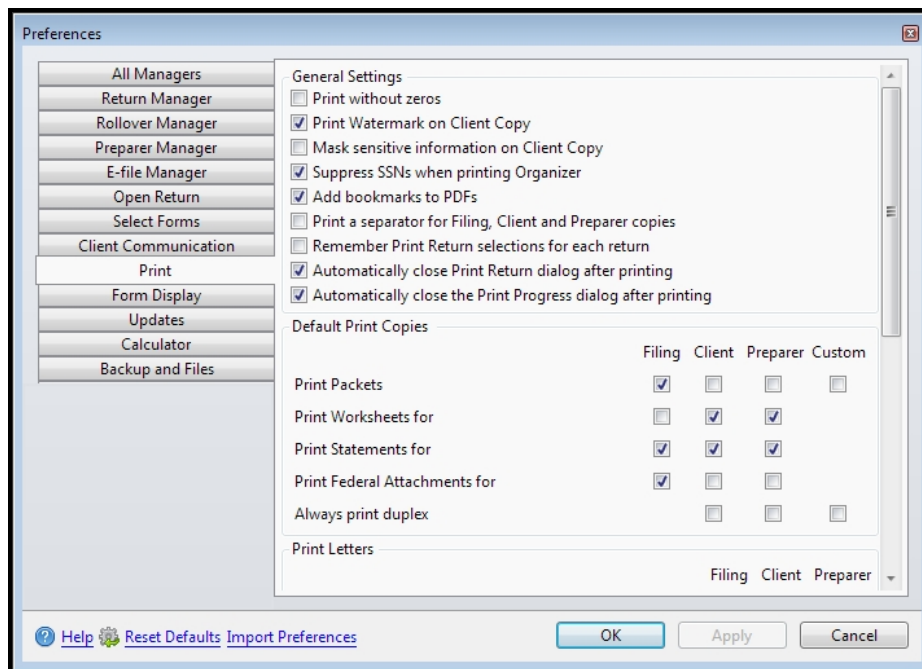 Preferences
All Managers
Return Manager
Rollover Manager
Preparer Manager
E-file Manager
Open Return
Select Forms
Client Communication
Print
Form Display
Updates
Calculator
Backup and Files
General Settings
Print without zeros
Print Watermark on Client Copy
Mask sensitive information on Client Copy
Suppress SSNs when printing Organizer
Add bookmarks to PDFs
Print a separator for Filing, Client and Preparer copies
Remember Print Return selections for each return
Automatically close Print Return dialog after printing
Automatically close the Print Progress dialog after printing
Default Print Copies
Filing Client Preparer Custom
Print Packets
Print Worksheets for
Print Statements for
Print Federal Attachments for
Always print duplex
Print Letters
Filing Client Preparer
Help Reset Defaults Import Preferences OK Apply Cancel